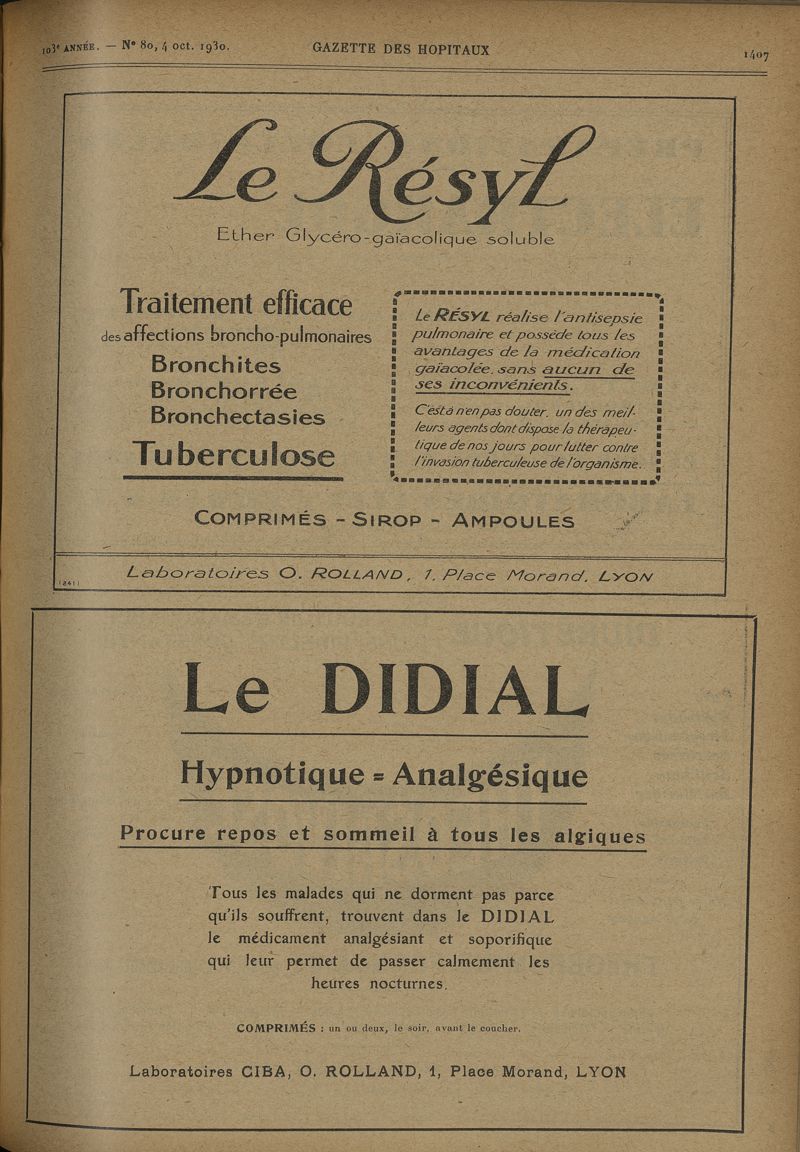 103e ANNÉE. — N° 80, 4 oct. 1930.
GAZETTE DES HOPITAUX
1407
Le Résyl
Ether Glycéro-gaïacolique soluble
Traitement efficace
des affections broncho-pulmonaires
Bronchites
Bronchorrée
Bronchectasies
Tuberculose
Le RÉSYL réalise l'antisepsie
pulmonaire et possède tous les
avantages de la médication
gaïacolée, sans aucun de
ses inconvénients.
C'est à n'en pas douter, un des meil-
leurs agents dont dispose la thérapeu-
tique de nos jours pour lutter contre
l'invasion tuberculeuse de l'organisme.
COMPRIMÉS - SIROP - AMPOULES
Laboratoires O. ROLLAND, 1, Place Morand, LYON
Le DIDIAL
Hypnotique = Analgésique
Procure repos et sommeil à tous les algiques
Tous les malades qui ne dorment pas parce
qu'ils souffrent, trouvent dans le DIDIAL
le médicament analgésiant et soporifique
qui leur permet de passer calmement les
heures nocturnes.
COMPRIMÉS : un ou deux, le soir, avant le coucher.
Laboratoires CIBA, O. ROLLAND, 1, Place Morand, LYON